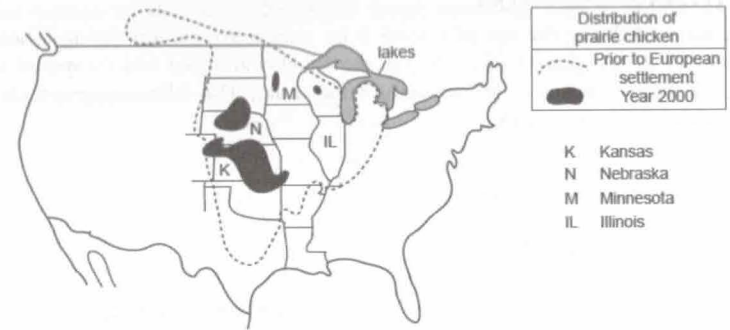 lakes
M
N
IL
K
Distribution of
prairie chicken
Prior to European
settlement
Year 2000
K Kansas
N Nebraska
M Minnesota
IL Illinois